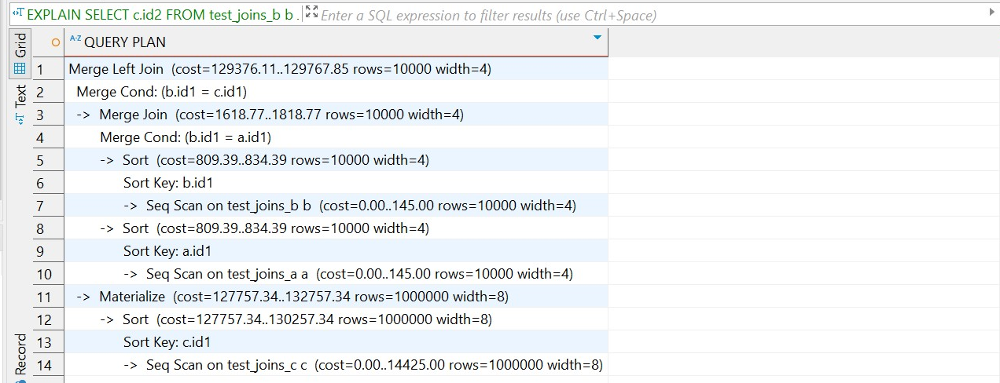 EXPLAIN SELECT c.id2 FROM test_joins_b b . Enter a SQL expression to filter results (use Ctrl+Space)
Grid
Text
Record
A-Z QUERY PLAN
1 Merge Left Join (cost=129376.11..129767.85 rows=10000 width=4)
2 Merge Cond: (b.id1 = c.id1)
3 -> Merge Join (cost=1618.77..1818.77 rows=10000 width=4)
4 Merge Cond: (b.id1 = a.id1)
5 -> Sort (cost=809.39..834.39 rows=10000 width=4)
6 Sort Key: b.id1
7 -> Seq Scan on test_joins_b b (cost=0.00..145.00 rows=10000 width=4)
8 -> Sort (cost=809.39..834.39 rows=10000 width=4)
9 Sort Key: a.id1
10 -> Seq Scan on test_joins_a a (cost=0.00..145.00 rows=10000 width=4)
11 -> Materialize (cost=127757.34..132757.34 rows=1000000 width=8)
12 -> Sort (cost=127757.34..130257.34 rows=1000000 width=8)
13 Sort Key: c.id1
14 -> Seq Scan on test_joins_c c (cost=0.00..14425.00 rows=1000000 width=8)